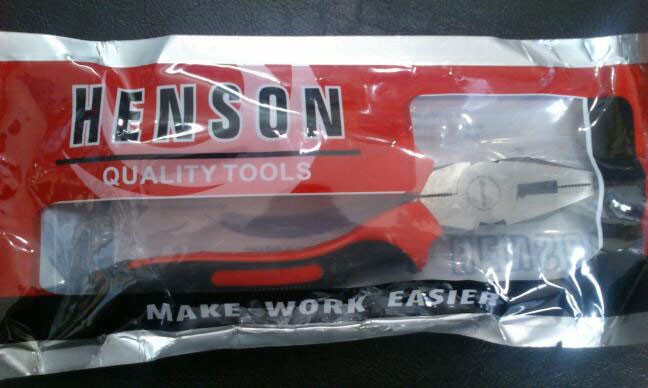 HENSON
QUALITY TOOLS
MAKE WORK EASIER